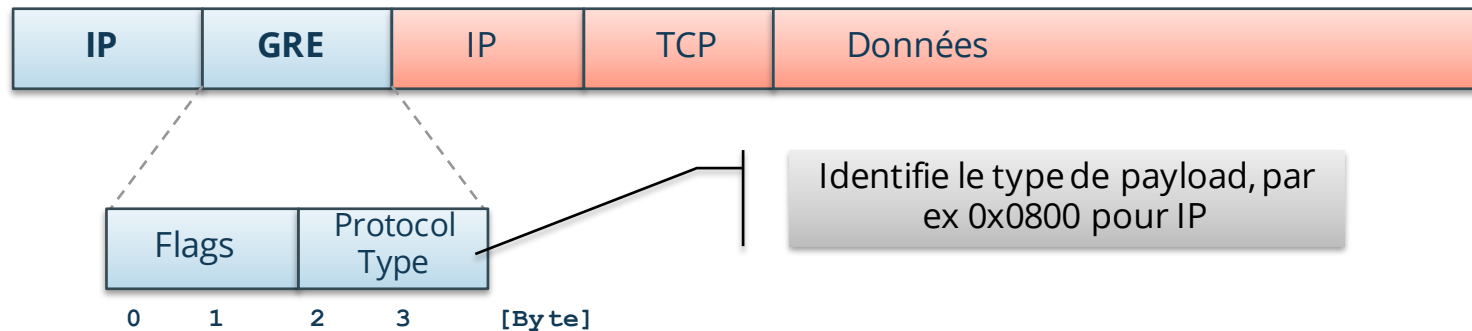 IP GRE IP TCP Données
Identifie le type de payload, par
ex 0x0800 pour IP
Flags Protocol
Type
0 1 2 3 [Byte]